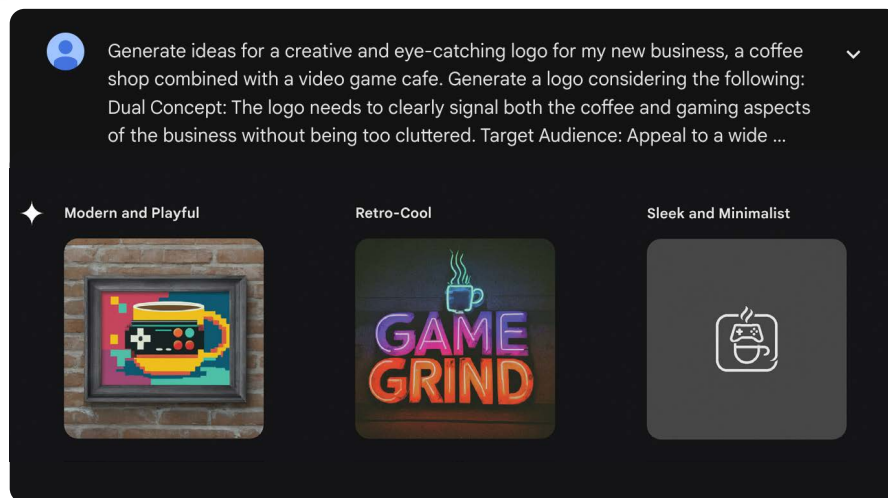 Generate ideas for a creative and eye-catching logo for my new business, a coffee
shop combined with a video game cafe. Generate a logo considering the following:
Dual Concept: The logo needs to clearly signal both the coffee and gaming aspects
of the business without being too cluttered. Target Audience: Appeal to a wide ...
Modern and Playful
Retro-Cool
Sleek and Minimalist
GAME
GRIND